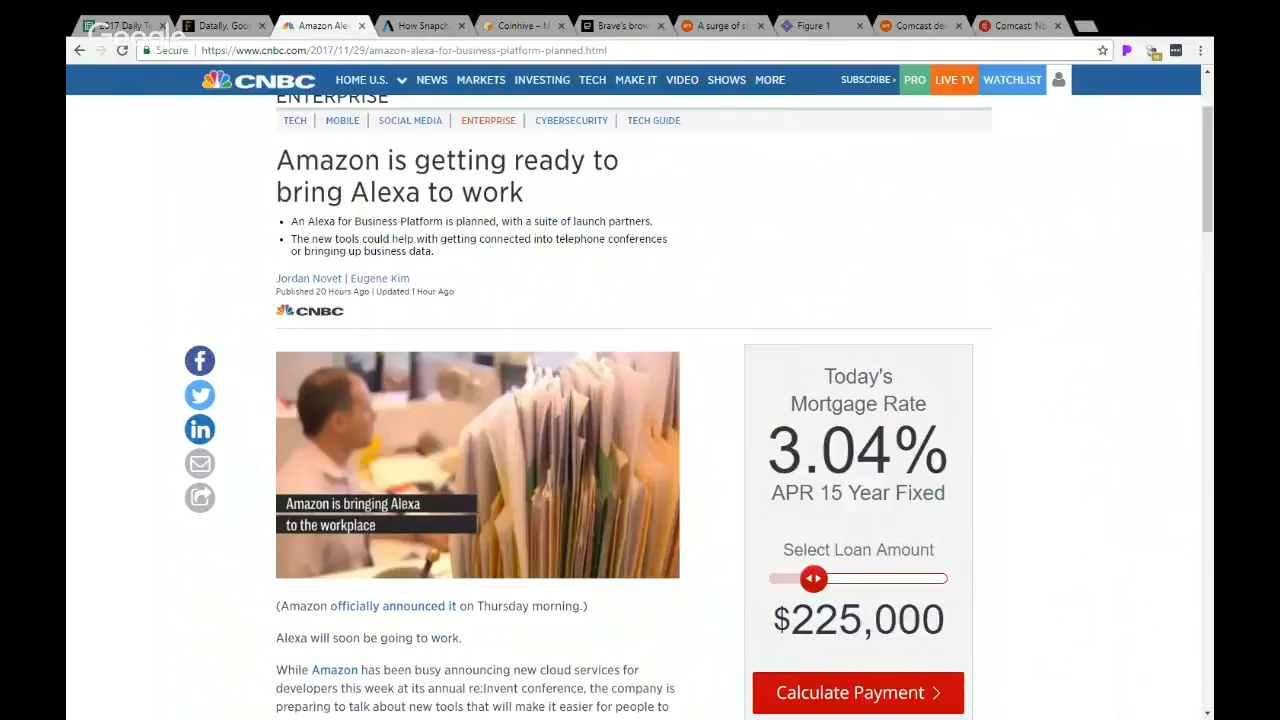 2017 Daily Te
Datally, Goo
Amazon Ale
How Snapch
Coinhive – M
Brave's brow
A surge of si
Figure 1
Comcast de
Comcast: No
Google
Secure
https://www.cnbc.com/2017/11/29/amazon-alexa-for-business-platform-planned.html
CNBC
HOME U.S.
NEWS
MARKETS
INVESTING
TECH
MAKE IT
VIDEO
SHOWS
MORE
SUBSCRIBE
PRO
LIVE TV
WATCHLIST
ENTERPRISE
TECH | MOBILE | SOCIAL MEDIA | ENTERPRISE | CYBERSECURITY | TECH GUIDE
Amazon is getting ready to
bring Alexa to work
• An Alexa for Business Platform is planned, with a suite of launch partners.
• The new tools could help with getting connected into telephone conferences
or bringing up business data.
Jordan Novet | Eugene Kim
Published 20 Hours Ago | Updated 1 Hour Ago
CNBC
Amazon is bringing Alexa
to the workplace
(Amazon officially announced it on Thursday morning.)
Alexa will soon be going to work.
While Amazon has been busy announcing new cloud services for
developers this week at its annual re:Invent conference, the company is
preparing to talk about new tools that will make it easier for people to
Today's
Mortgage Rate
3.04%
APR 15 Year Fixed
Select Loan Amount
$225,000
Calculate Payment